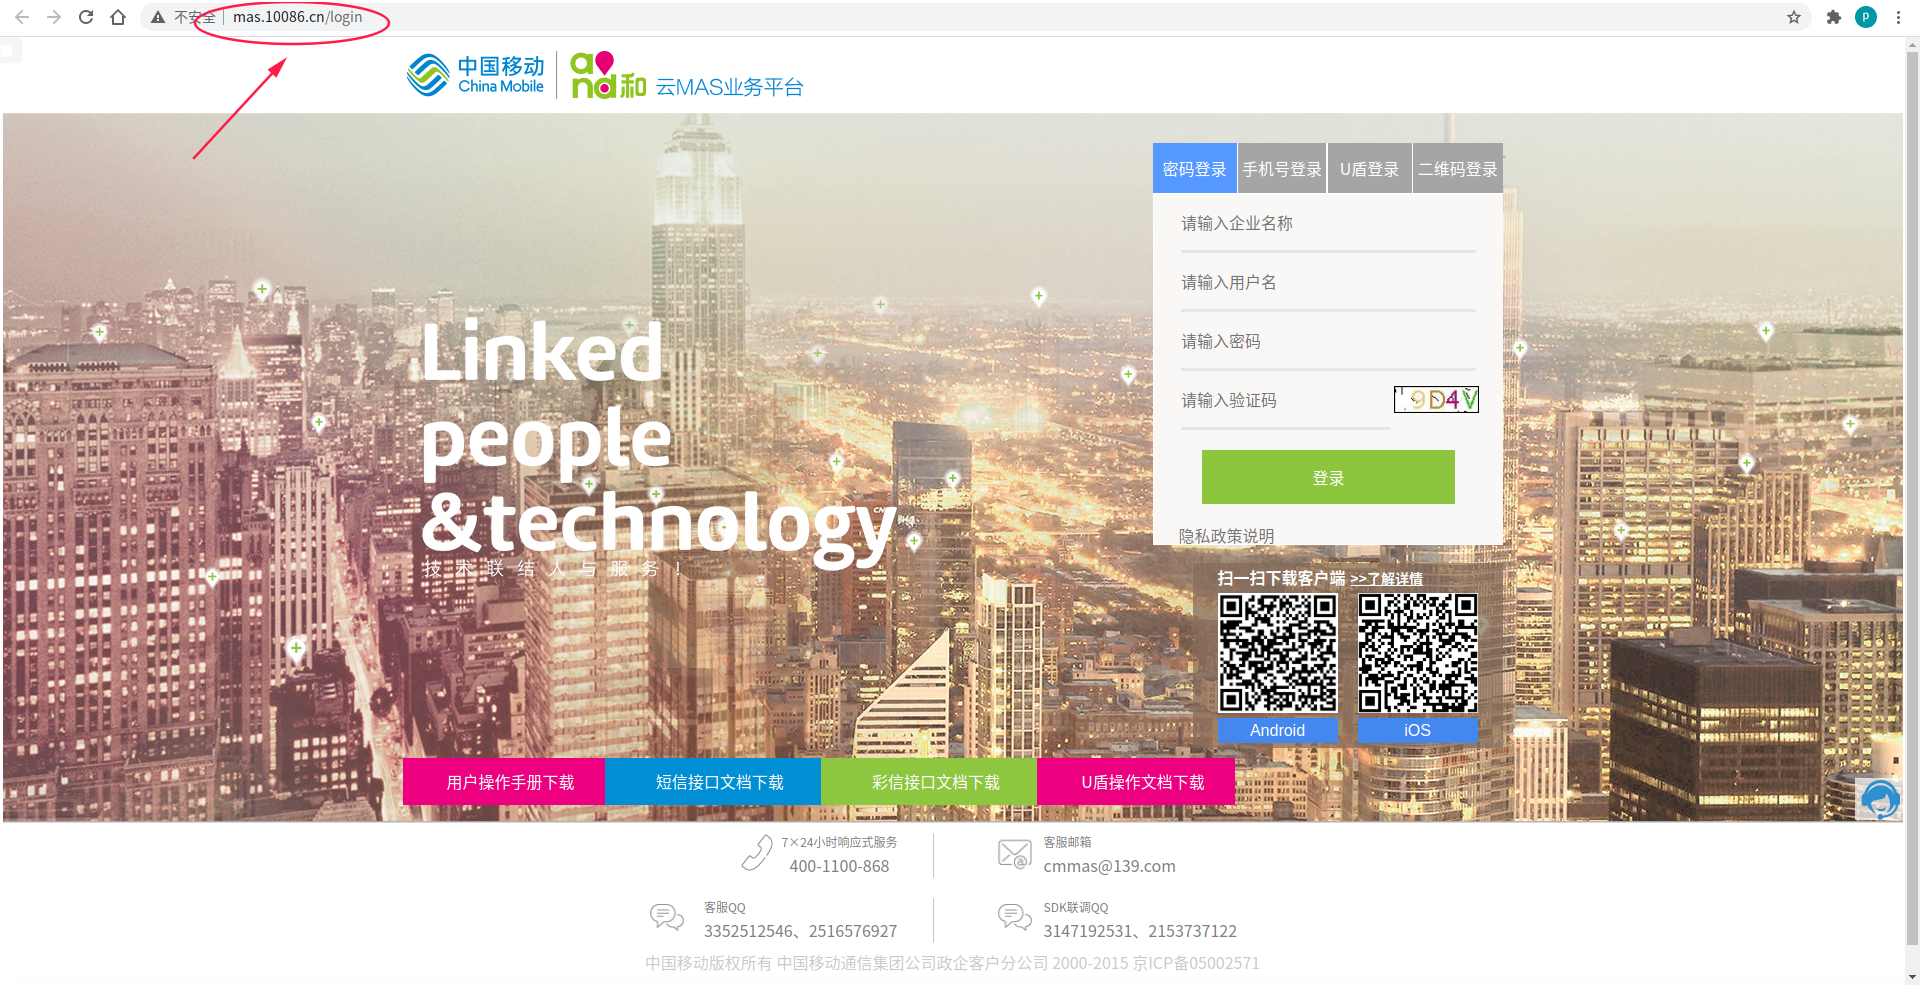 不安全 mas.10086.cn/login
中国移动
China Mobile
and和
云MAS业务平台
密码登录
手机号登录
U盾登录
二维码登录
请输入企业名称
请输入用户名
请输入密码
请输入验证码
9D4V
登录
隐私政策说明
Linked
people
&technology
技术联结人与服务！
扫一扫下载客户端 >>了解详情
Android
iOS
用户操作手册下载
短信接口文档下载
彩信接口文档下载
U盾操作文档下载
7×24小时响应式服务
400-1100-868
客服邮箱
cmmas@139.com
客服QQ
3352512546、2516576927
SDK联调QQ
3147192531、2153737122
中国移动版权所有 中国移动通信集团公司政企客户分公司 2000-2015 京ICP备05002571